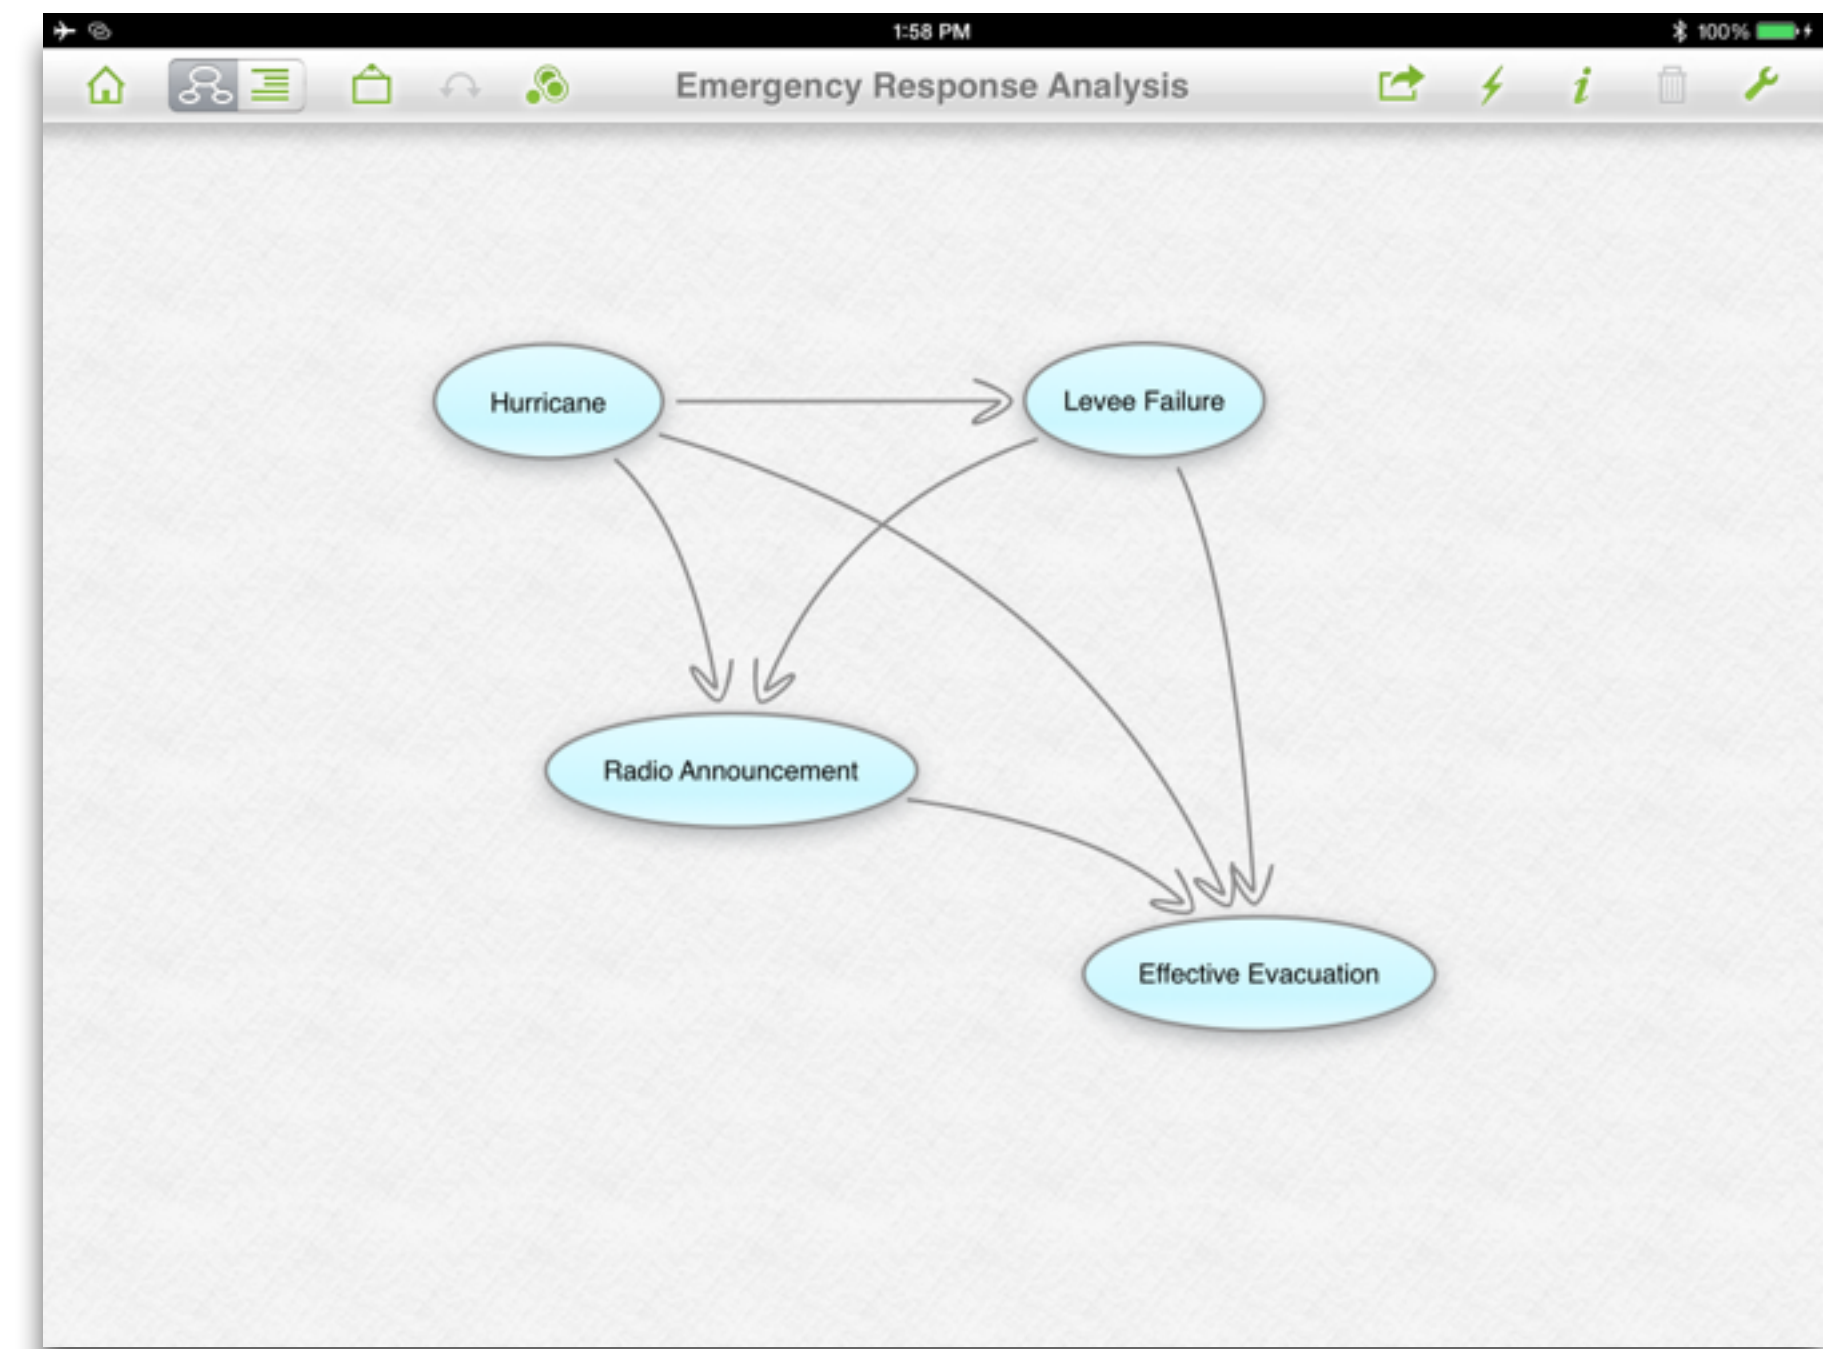 1:58 PM
100%
Emergency Response Analysis
Hurricane
Levee Failure
Radio Announcement
Effective Evacuation